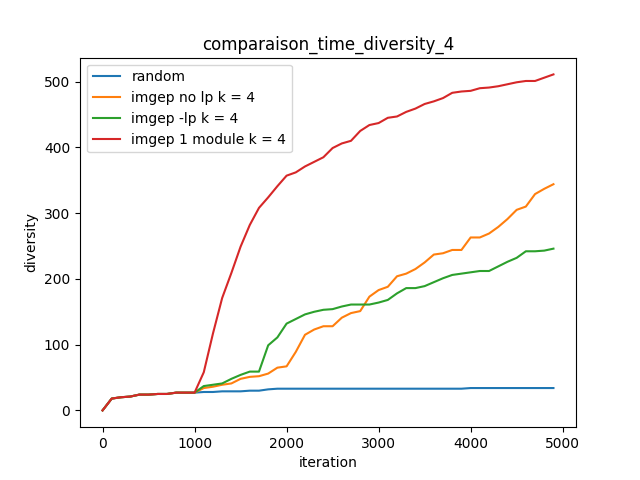 comparaison_time_diversity_4
random
imgep no lp k = 4
imgep -lp k = 4
imgep 1 module k = 4
diversity
500
400
300
200
100
0
0 1000 2000 3000 4000 5000
iteration